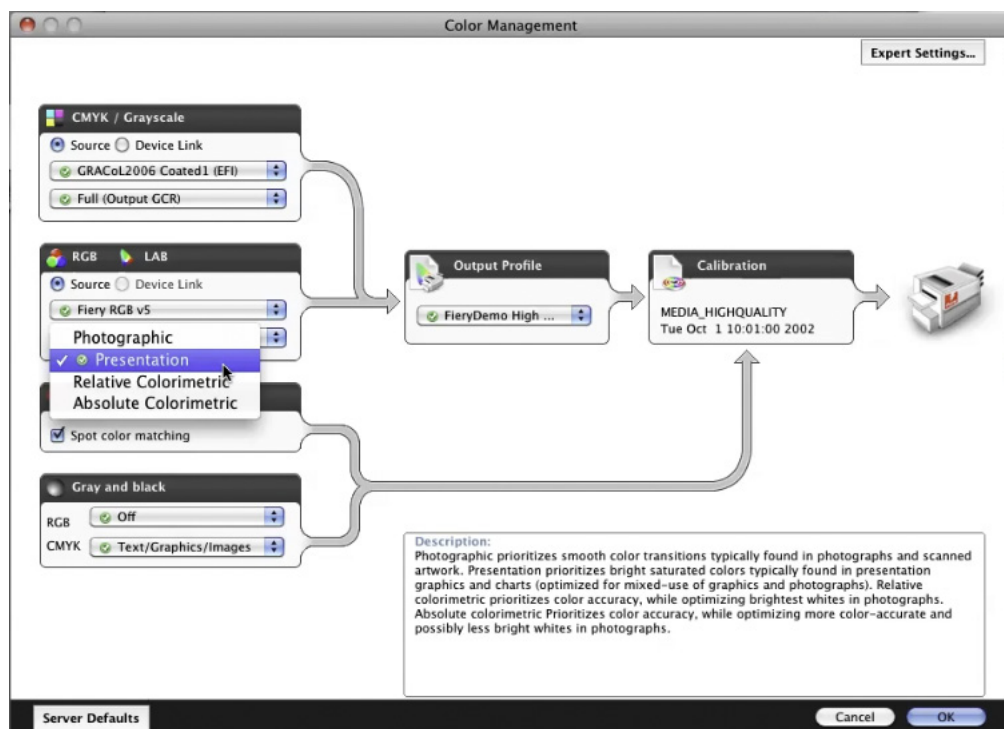 Color Management
Expert Settings...
CMYK / Grayscale
Source Device Link
GRACoL2006 Coated1 (EFI)
Full (Output GCR)
RGB LAB
Source Device Link
Fiery RGB v5
Photographic
Presentation
Relative Colorimetric
Absolute Colorimetric
Spot color matching
Gray and black
RGB Off
CMYK Text/Graphics/Images
Output Profile
FieryDemo High ...
Calibration
MEDIA_HIGHQUALITY
Tue Oct 1 10:01:00 2002
Description:
Photographic prioritizes smooth color transitions typically found in photographs and scanned
artwork. Presentation prioritizes bright saturated colors typically found in presentation
graphics and charts (optimized for mixed-use of graphics and photographs). Relative
colorimetric prioritizes color accuracy, while optimizing brightest whites in photographs.
Absolute colorimetric Prioritizes color accuracy, while optimizing more color-accurate and
possibly less bright whites in photographs.
Server Defaults
Cancel
OK